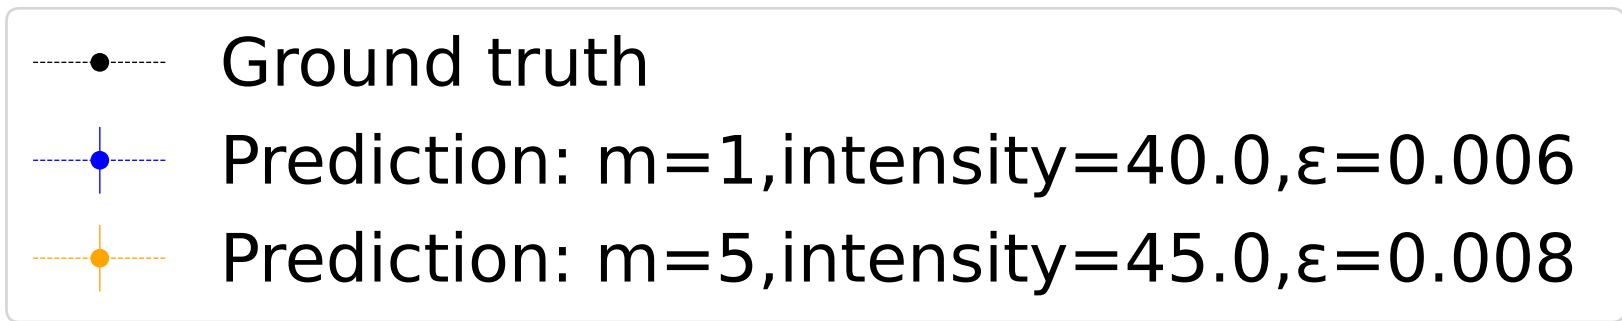 Ground truth
Prediction: m=1,intensity=40.0,ε=0.006
Prediction: m=5,intensity=45.0,ε=0.008